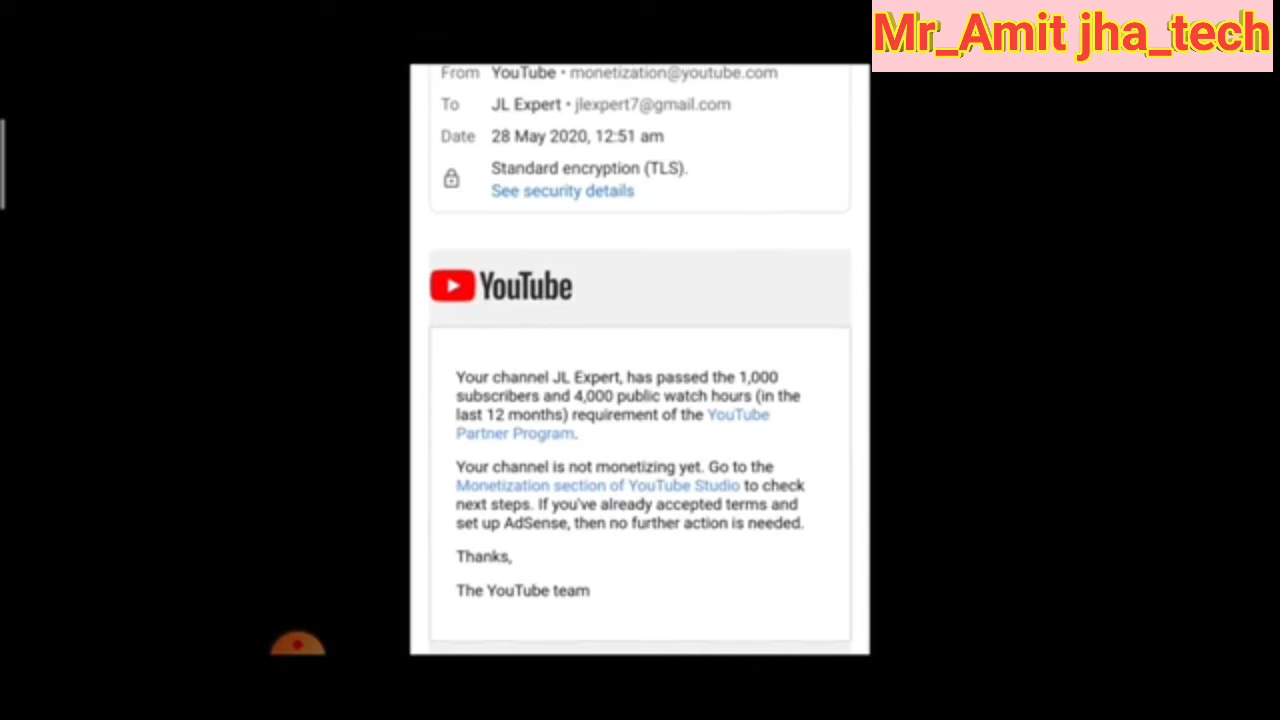 Mr_Amit jha_tech
From YouTube • monetization@youtube.com
To JL Expert • jlexpert7@gmail.com
Date 28 May 2020, 12:51 am
Standard encryption (TLS).
See security details
YouTube
Your channel JL Expert, has passed the 1,000
subscribers and 4,000 public watch hours (in the
last 12 months) requirement of the YouTube
Partner Program.
Your channel is not monetizing yet. Go to the
Monetization section of YouTube Studio to check
next steps. If you've already accepted terms and
set up AdSense, then no further action is needed.
Thanks,
The YouTube team